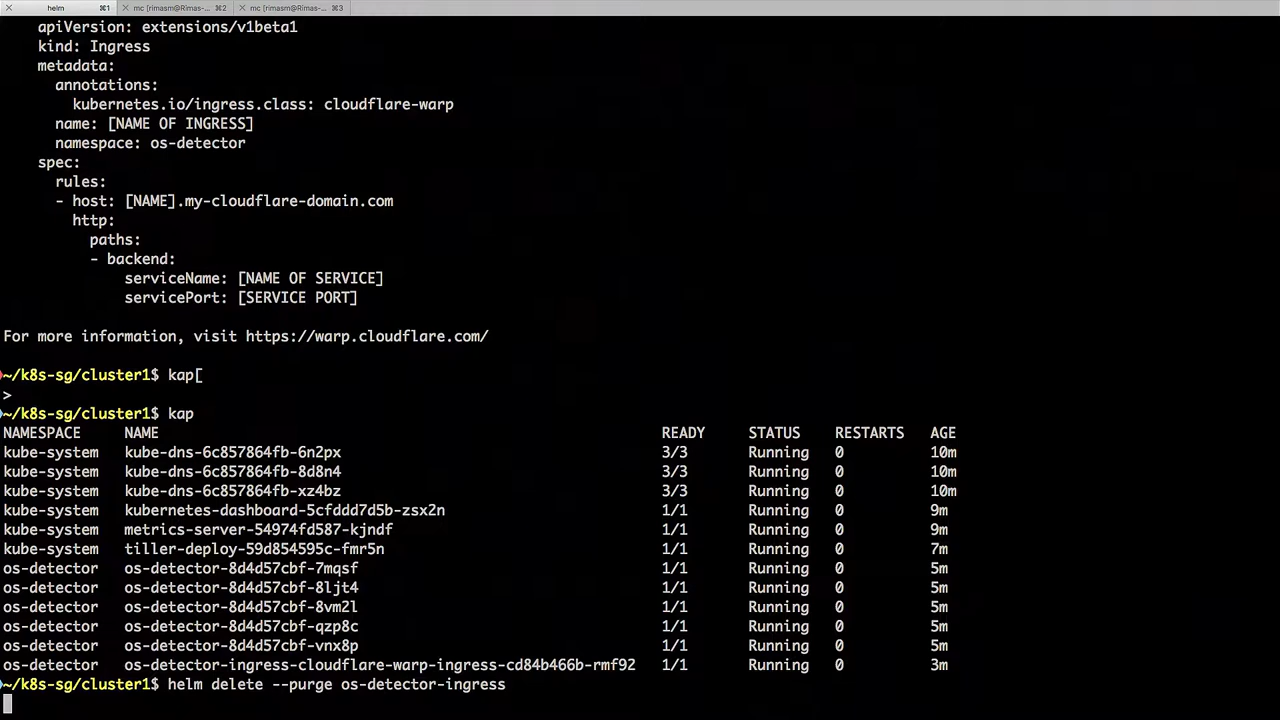 helm ⌘1 mc [rimasm@Rimas-... ⌘2 mc [rimasm@Rimas-... ⌘3
apiVersion: extensions/v1beta1
kind: Ingress
metadata:
annotations:
kubernetes.io/ingress.class: cloudflare-warp
name: [NAME OF INGRESS]
namespace: os-detector
spec:
rules:
- host: [NAME].my-cloudflare-domain.com
http:
paths:
- backend:
serviceName: [NAME OF SERVICE]
servicePort: [SERVICE PORT]
For more information, visit https://warp.cloudflare.com/
~/k8s-sg/cluster1$ kap[
>
~/k8s-sg/cluster1$ kap
NAMESPACE NAME READY STATUS RESTARTS AGE
kube-system kube-dns-6c857864fb-6n2px 3/3 Running 0 10m
kube-system kube-dns-6c857864fb-8d8n4 3/3 Running 0 10m
kube-system kube-dns-6c857864fb-xz4bz 3/3 Running 0 10m
kube-system kubernetes-dashboard-5cfddd7d5b-zsx2n 1/1 Running 0 9m
kube-system metrics-server-54974fd587-kjndf 1/1 Running 0 9m
kube-system tiller-deploy-59d854595c-fmr5n 1/1 Running 0 7m
os-detector os-detector-8d4d57cbf-7mqsf 1/1 Running 0 5m
os-detector os-detector-8d4d57cbf-8ljt4 1/1 Running 0 5m
os-detector os-detector-8d4d57cbf-8vm2l 1/1 Running 0 5m
os-detector os-detector-8d4d57cbf-qzp8c 1/1 Running 0 5m
os-detector os-detector-8d4d57cbf-vnx8p 1/1 Running 0 5m
os-detector os-detector-ingress-cloudflare-warp-ingress-cd84b466b-rmf92 1/1 Running 0 3m
~/k8s-sg/cluster1$ helm delete --purge os-detector-ingress